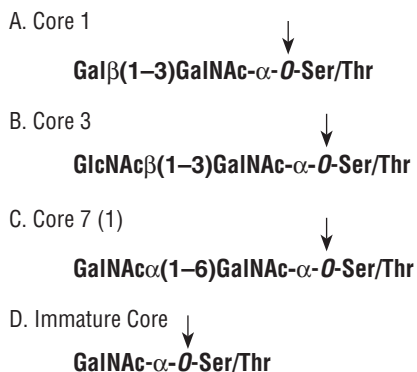 A. Core 1
Galβ(1–3)GalNAc-α-O-Ser/Thr
B. Core 3
GlcNAcβ(1–3)GalNAc-α-O-Ser/Thr
C. Core 7 (1)
GalNAcα(1–6)GalNAc-α-O-Ser/Thr
D. Immature Core
GalNAc-α-O-Ser/Thr